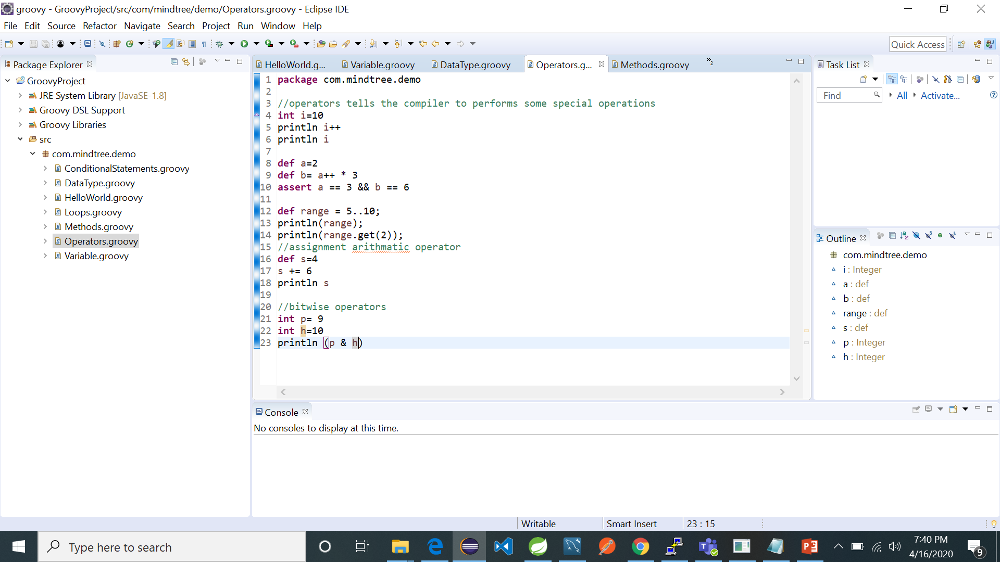 groovy - GroovyProject/src/com/mindtree/demo/Operators.groovy - Eclipse IDE
File Edit Source Refactor Navigate Search Project Run Window Help
Quick Access
Package Explorer
GroovyProject
JRE System Library [JavaSE-1.8]
Groovy DSL Support
Groovy Libraries
src
com.mindtree.demo
ConditionalStatements.groovy
DataType.groovy
HelloWorld.groovy
Loops.groovy
Methods.groovy
Operators.groovy
Variable.groovy
HelloWorld.g... Variable.groovy DataType.groovy Operators.g... Methods.groovy »2
1 package com.mindtree.demo
2
3 //operators tells the compiler to performs some special operations
4 int i=10
5 println i++
6 println i
7
8 def a=2
9 def b= a++ * 3
10 assert a == 3 && b == 6
11
12 def range = 5..10;
13 println(range);
14 println(range.get(2));
15 //assignment arithmatic operator
16 def s=4
17 s += 6
18 println s
19
20 //bitwise operators
21 int p= 9
22 int h=10
23 println (p & h)
Task List
Find All Activate...
Outline
com.mindtree.demo
i : Integer
a : def
b : def
range : def
s : def
p : Integer
h : Integer
Console
No consoles to display at this time.
Writable Smart Insert 23 : 15
Type here to search
7:40 PM
4/16/2020
9